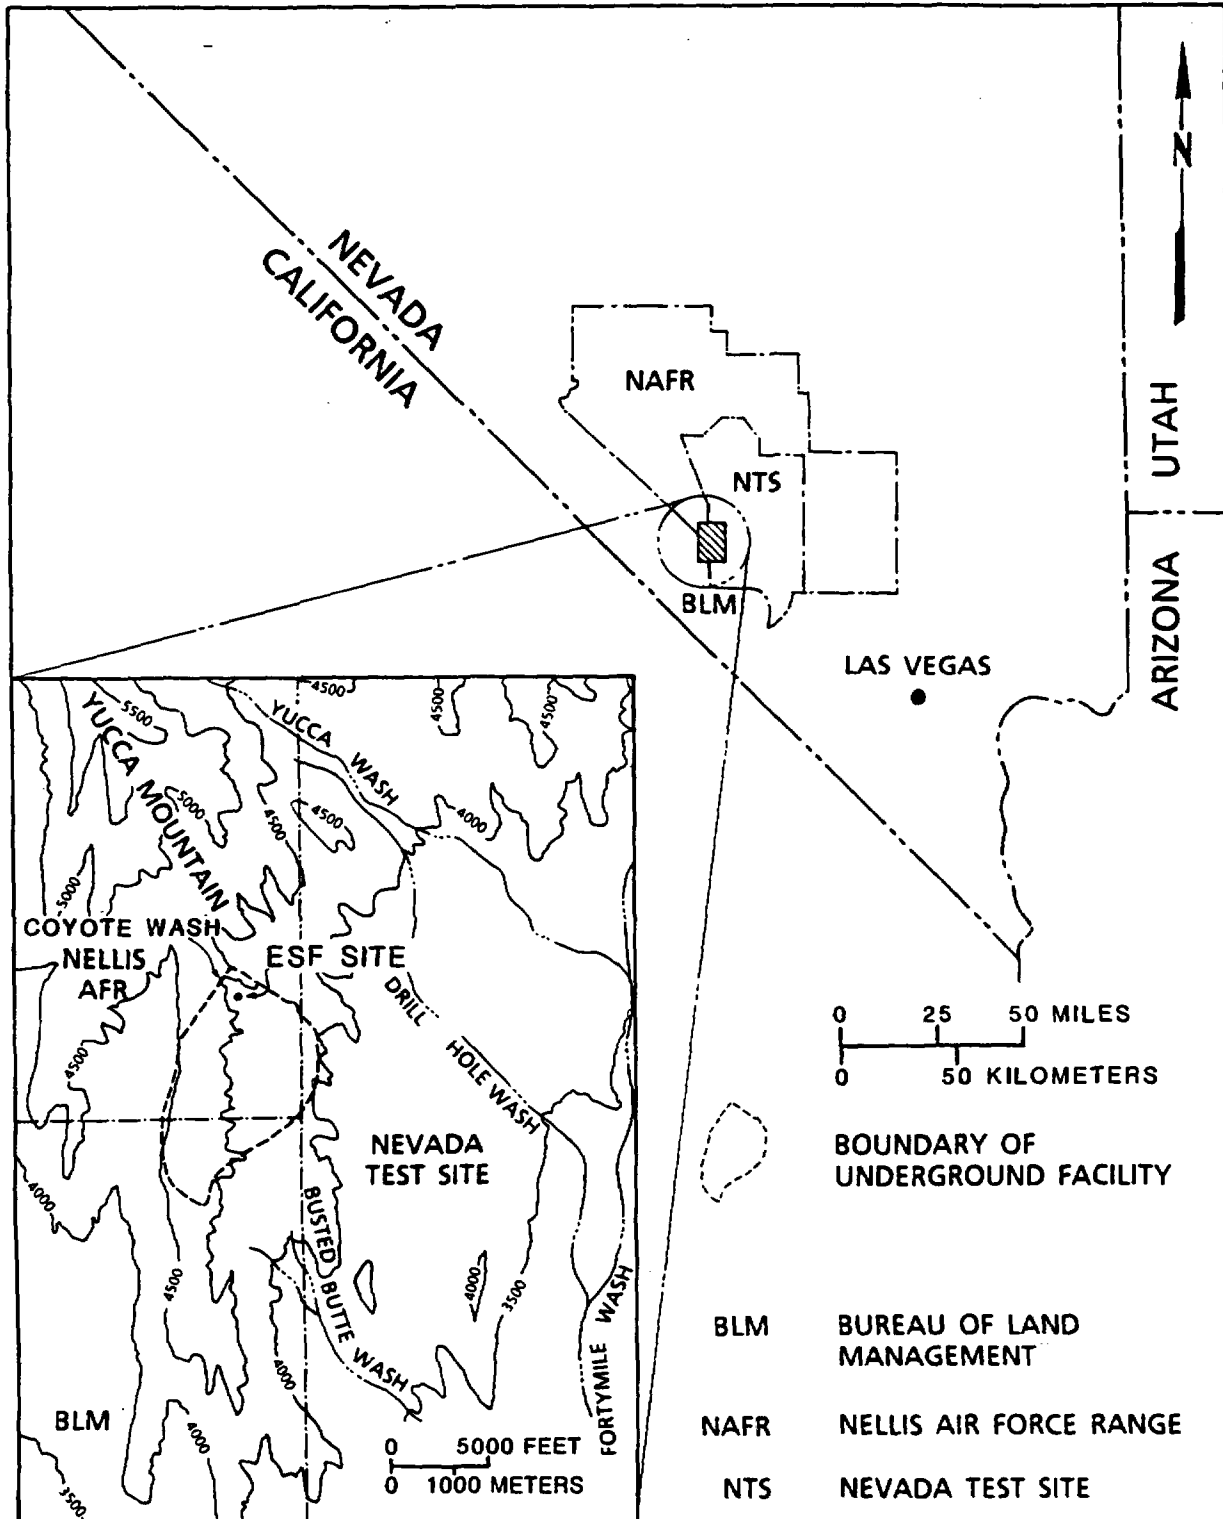 N
NEVADA
CALIFORNIA
UTAH
ARIZONA
NAFR
NTS
BLM
LAS VEGAS
0 25 50 MILES
0 50 KILOMETERS
BOUNDARY OF
UNDERGROUND FACILITY
BLM BUREAU OF LAND
MANAGEMENT
NAFR NELLIS AIR FORCE RANGE
NTS NEVADA TEST SITE
4500
4500
4500
5500
YUCCA MOUNTAIN
YUCCA WASH
5000
4500
4500
4000
5000
COYOTE WASH
NELLIS
AFR
ESF SITE
4500
DRILL HOLE WASH
NEVADA
TEST SITE
4000
4500
BUSTED BUTTE WASH
4000
3500
4000
FORTYMILE WASH
BLM
4000
3500
0 5000 FEET
0 1000 METERS